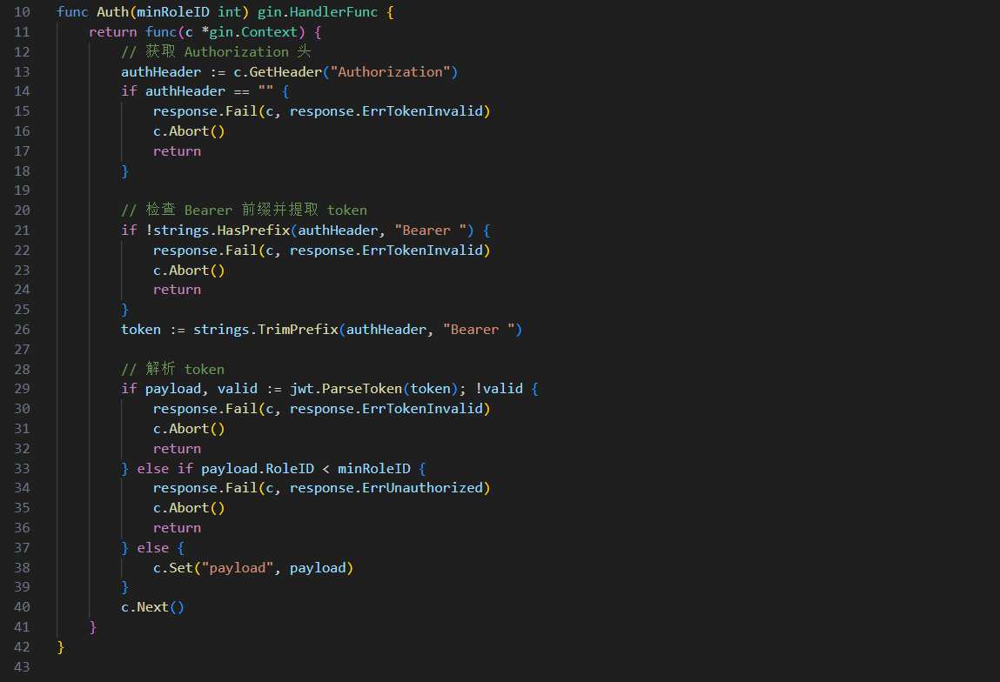 10 func Auth(minRoleID int) gin.HandlerFunc {
11     return func(c *gin.Context) {
12         // 获取 Authorization 头
13         authHeader := c.GetHeader("Authorization")
14         if authHeader == "" {
15             response.Fail(c, response.ErrTokenInvalid)
16             c.Abort()
17             return
18         }
19
20         // 检查 Bearer 前缀并提取 token
21         if !strings.HasPrefix(authHeader, "Bearer ") {
22             response.Fail(c, response.ErrTokenInvalid)
23             c.Abort()
24             return
25         }
26         token := strings.TrimPrefix(authHeader, "Bearer ")
27
28         // 解析 token
29         if payload, valid := jwt.ParseToken(token); !valid {
30             response.Fail(c, response.ErrTokenInvalid)
31             c.Abort()
32             return
33         } else if payload.RoleID < minRoleID {
34             response.Fail(c, response.ErrUnauthorized)
35             c.Abort()
36             return
37         } else {
38             c.Set("payload", payload)
39         }
40         c.Next()
41     }
42 }
43